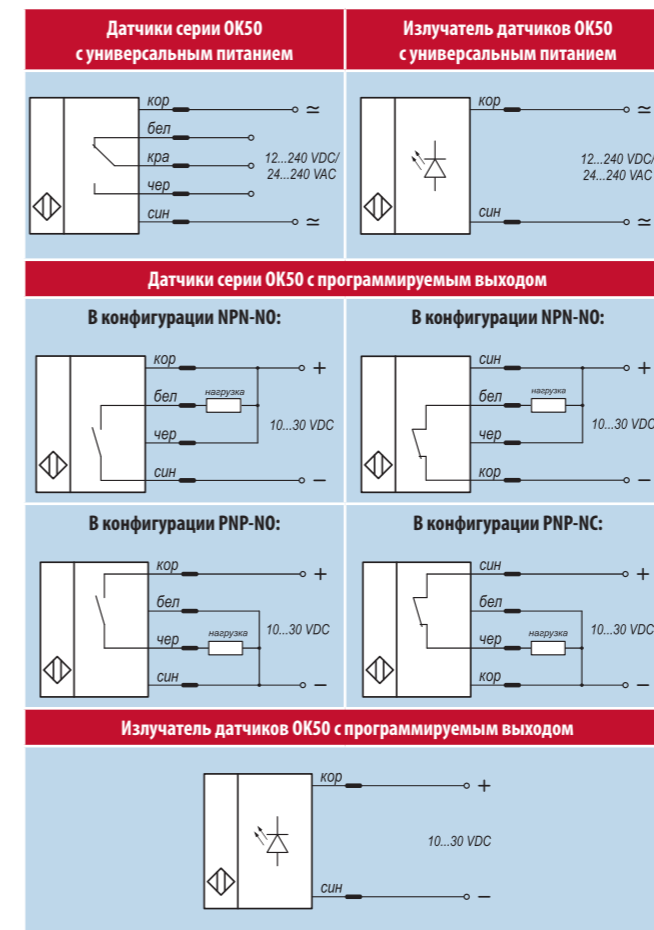 Датчики серии ОК50
с универсальным питанием
Излучатель датчиков ОК50
с универсальным питанием
кор
≃
бел
кра
12...240 VDC/
24...240 VAC
чер
син
≃
кор
≃
12...240 VDC/
24...240 VAC
син
≃
Датчики серии ОК50 с программируемым выходом
В конфигурации NPN-NO:
кор
+
бел
нагрузка
10...30 VDC
чер
син
−
В конфигурации NPN-NO:
син
+
бел
нагрузка
10...30 VDC
чер
кор
−
В конфигурации PNP-NO:
кор
+
бел
10...30 VDC
чер
нагрузка
син
−
В конфигурации PNP-NC:
син
+
бел
10...30 VDC
чер
нагрузка
кор
−
Излучатель датчиков ОК50 с программируемым выходом
кор
+
10...30 VDC
син
−